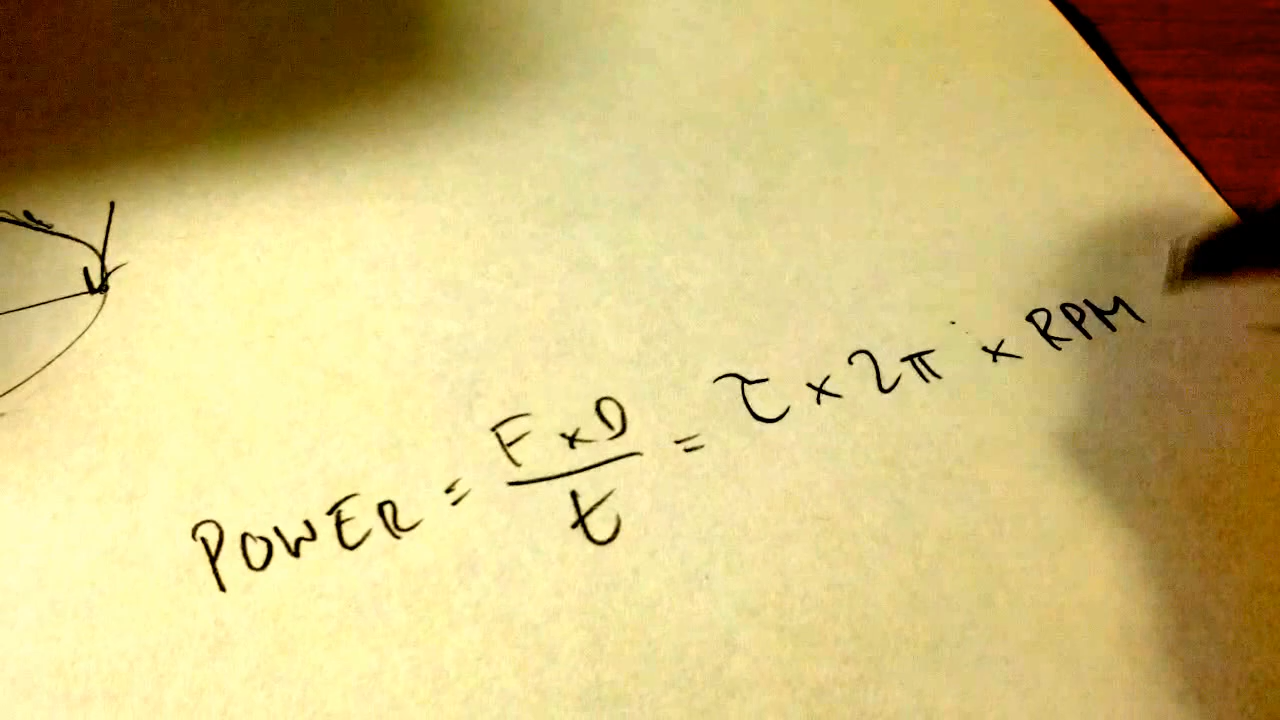 POWER = F x D / t = τ x 2π x RPM